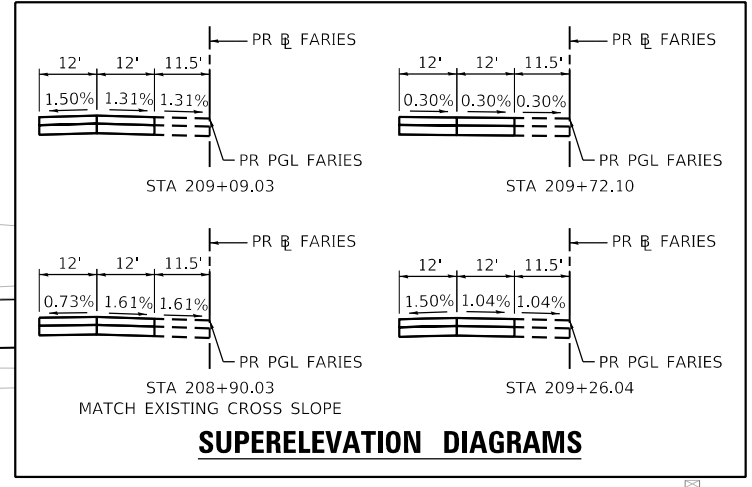 PR ℄ FARIES
12' 12' 11.5'
1.50% 1.31% 1.31%
PR PGL FARIES
STA 209+09.03
PR ℄ FARIES
12' 12' 11.5'
0.30% 0.30% 0.30%
PR PGL FARIES
STA 209+72.10
PR ℄ FARIES
12' 12' 11.5'
0.73% 1.61% 1.61%
PR PGL FARIES
STA 208+90.03
MATCH EXISTING CROSS SLOPE
PR ℄ FARIES
12' 12' 11.5'
1.50% 1.04% 1.04%
PR PGL FARIES
STA 209+26.04
SUPERELEVATION DIAGRAMS